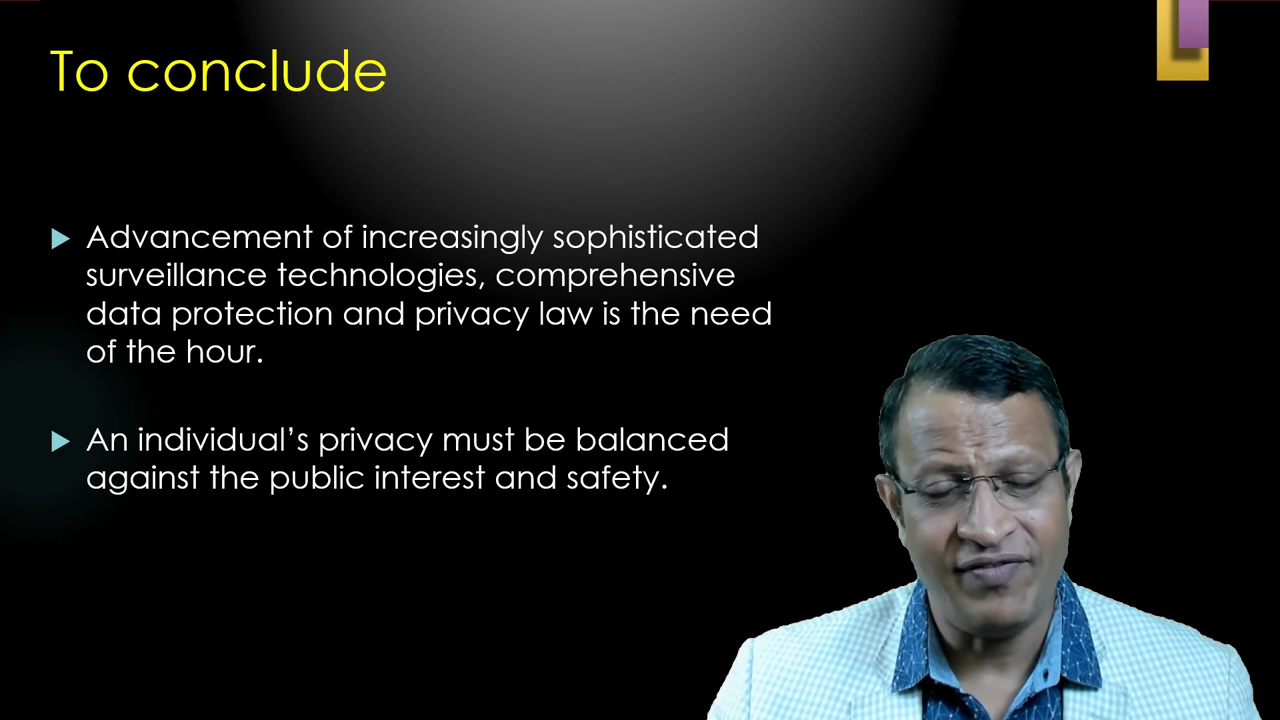 To conclude
Advancement of increasingly sophisticated
surveillance technologies, comprehensive
data protection and privacy law is the need
of the hour.
An individual’s privacy must be balanced
against the public interest and safety.